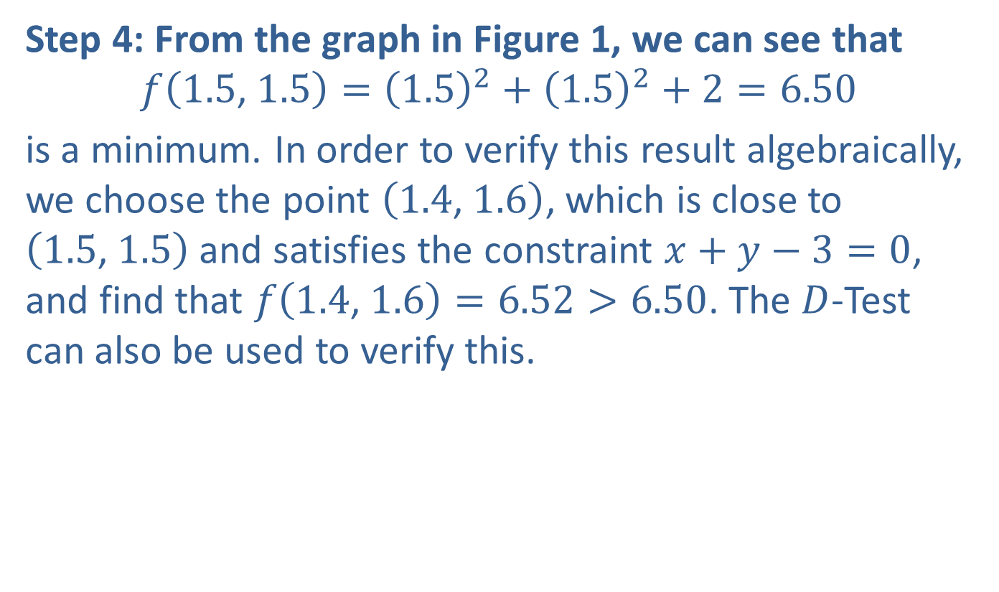 Step 4: From the graph in Figure 1, we can see that
𝑓(1.5, 1.5) = (1.5)² + (1.5)² + 2 = 6.50
is a minimum. In order to verify this result algebraically,
we choose the point (1.4, 1.6), which is close to
(1.5, 1.5) and satisfies the constraint 𝑥 + 𝑦 − 3 = 0,
and find that 𝑓(1.4, 1.6) = 6.52 > 6.50. The 𝐷-Test
can also be used to verify this.